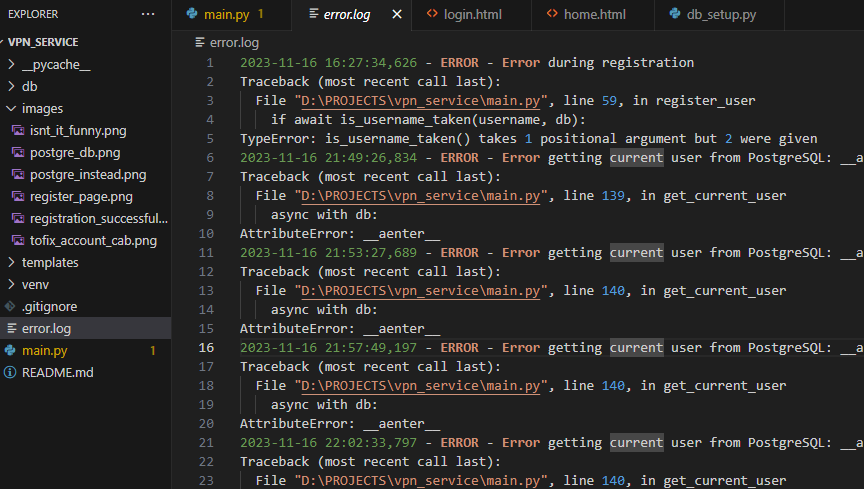 EXPLORER ...
VPN_SERVICE
__pycache__
db
images
isnt_it_funny.png
postgre_db.png
postgre_instead.png
register_page.png
registration_successful...
tofix_account_cab.png
templates
venv
.gitignore
error.log
main.py 1
README.md
main.py 1 error.log login.html home.html db_setup.py
error.log
1 2023-11-16 16:27:34,626 - ERROR - Error during registration
2 Traceback (most recent call last):
3 File "D:\PROJECTS\vpn_service\main.py", line 59, in register_user
4 if await is_username_taken(username, db):
5 TypeError: is_username_taken() takes 1 positional argument but 2 were given
6 2023-11-16 21:49:26,834 - ERROR - Error getting current user from PostgreSQL: __a
7 Traceback (most recent call last):
8 File "D:\PROJECTS\vpn_service\main.py", line 139, in get_current_user
9 async with db:
10 AttributeError: __aenter__
11 2023-11-16 21:53:27,689 - ERROR - Error getting current user from PostgreSQL: __a
12 Traceback (most recent call last):
13 File "D:\PROJECTS\vpn_service\main.py", line 140, in get_current_user
14 async with db:
15 AttributeError: __aenter__
16 2023-11-16 21:57:49,197 - ERROR - Error getting current user from PostgreSQL: __a
17 Traceback (most recent call last):
18 File "D:\PROJECTS\vpn_service\main.py", line 140, in get_current_user
19 async with db:
20 AttributeError: __aenter__
21 2023-11-16 22:02:33,797 - ERROR - Error getting current user from PostgreSQL: __a
22 Traceback (most recent call last):
23 File "D:\PROJECTS\vpn_service\main.py", line 140, in get_current_user